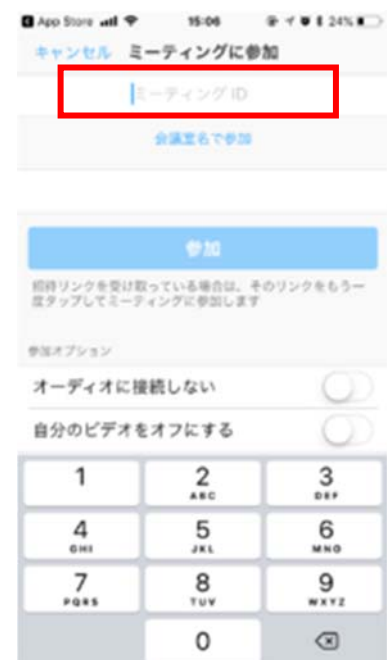 App Store 15:06 24%
キャンセル ミーティングに参加
ミーティング ID
会議室名で参加
参加
招待リンクを受け取っている場合は、そのリンクをもう一
度タップしてミーティングに参加します
参加オプション
オーディオに接続しない
自分のビデオをオフにする
1 2 3
ABC DEF
4 5 6
GHI JKL MNO
7 8 9
PQRS TUV WXYZ
0